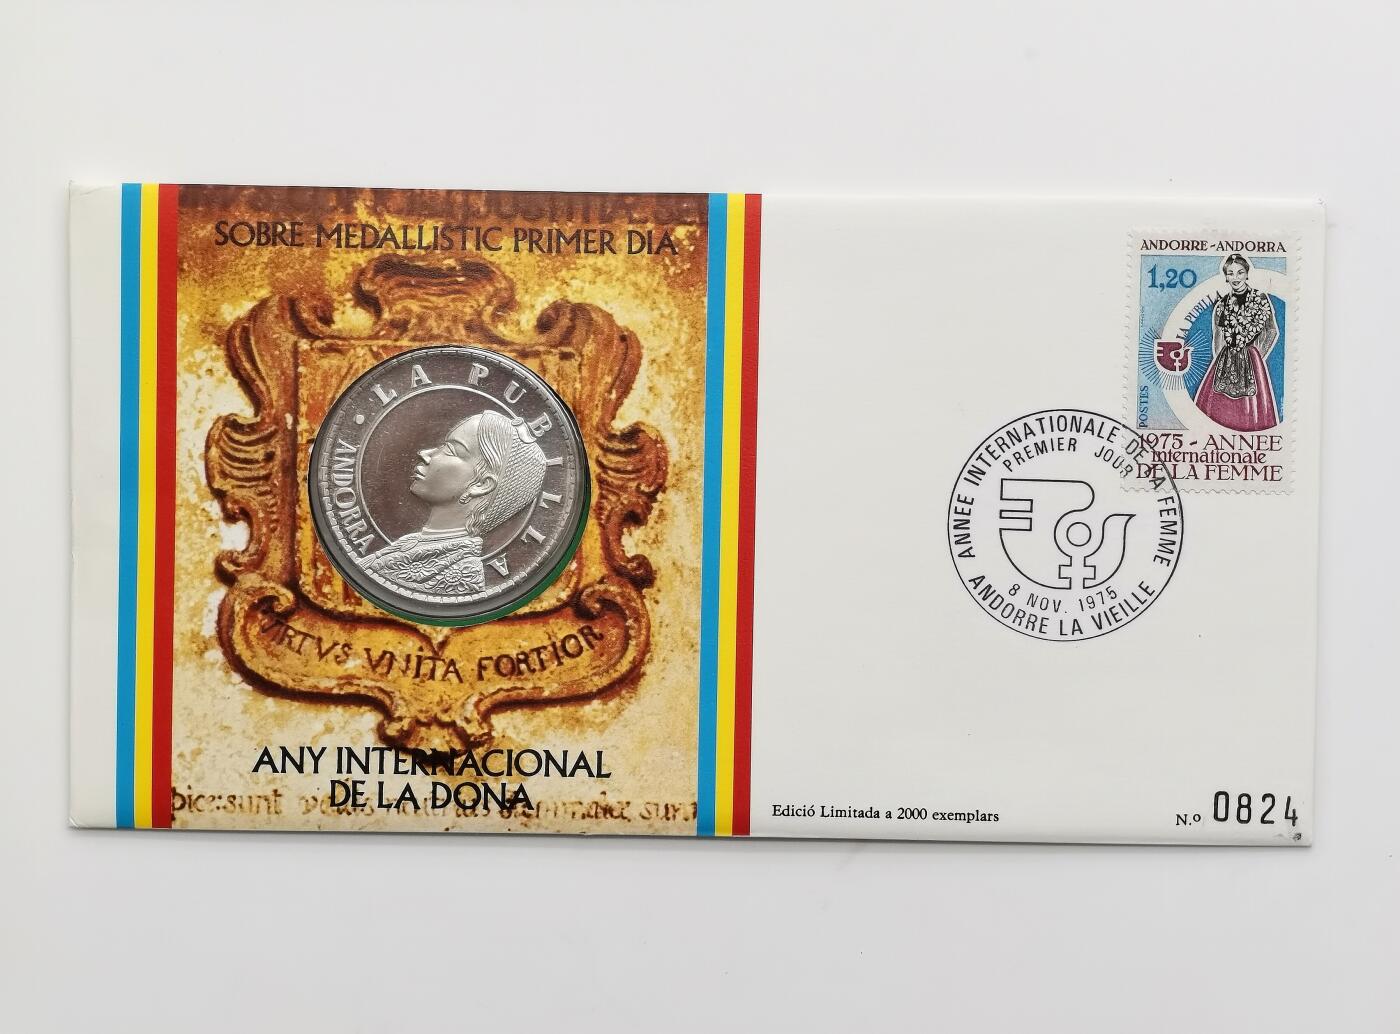 SOBRE MEDALLISTIC PRIMER DIA
ANDORRA · LA PUBILLA
VIRTVS VNITA FORTIOR
ANY INTERNACIONAL
DE LA DONA
ANDORRE-ANDORRA
1,20
LA PUBILLA
POSTES
1975-ANNEE
internationale
DE LA FEMME
ANNEE INTERNATIONALE DE LA FEMME
PREMIER JOUR
8 NOV. 1975
ANDORRE LA VIEILLE
Edició Limitada a 2000 exemplars
N.º 0824